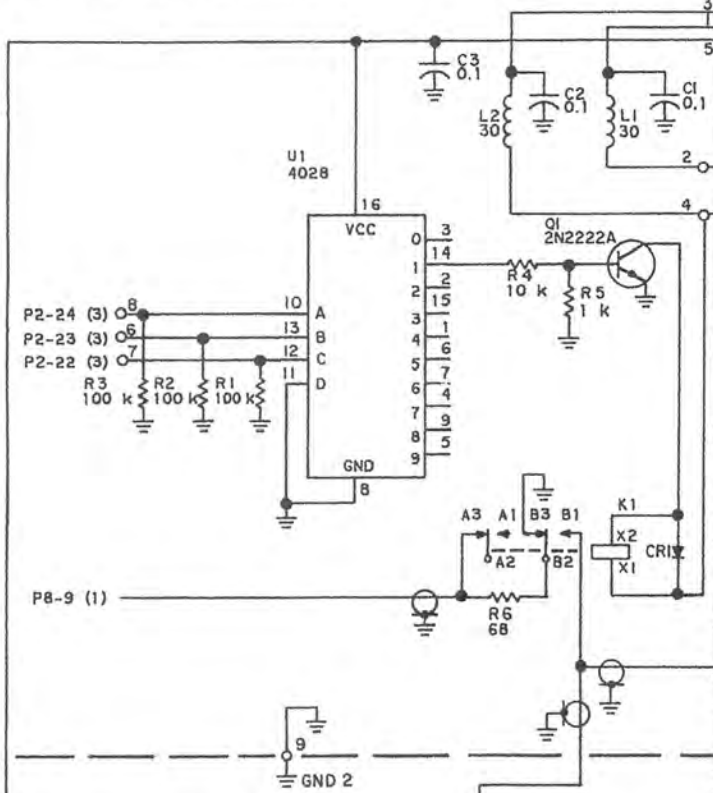 3
5
C3
0.1
C2
0.1
C1
0.1
L2
30
L1
30
2
U1
4028
4
16
VCC
Q1
2N2222A
0 3
1 14
2 2
3 15
4 1
5 6
6 7
7 4
8 9
9 5
R4
10 k
R5
1 k
P2-24 (3) 8
10 A
P2-23 (3) 6
13 B
P2-22 (3) 7
12 C
11 D
R3
100 k
R2
100 k
R1
100 k
GND
8
A3 A1 B3 B1
A2 B2
K1
X2
X1
CR1
P8-9 (1)
R6
68
9
GND 2